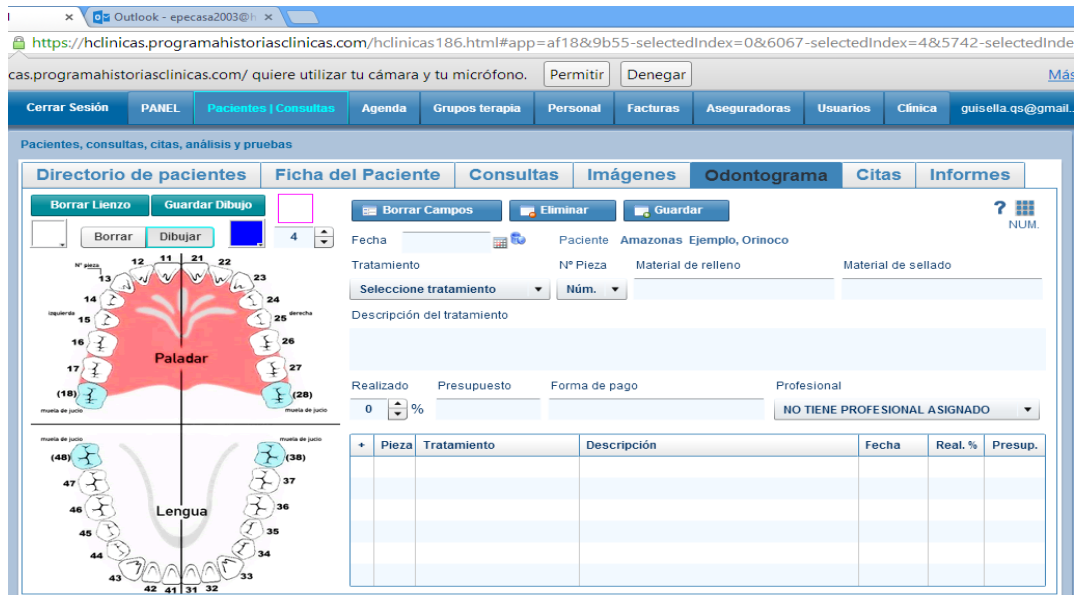 Outlook - epecasa2003@h
https://hclinicas.programahistoriasclinicas.com/hclinicas186.html#app=af18&9b55-selectedIndex=0&6067-selectedIndex=4&5742-selectedInde
cas.programahistoriasclinicas.com/ quiere utilizar tu cámara y tu micrófono. Permitir Denegar Más
Cerrar Sesión PANEL Pacientes | Consultas Agenda Grupos terapia Personal Facturas Aseguradoras Usuarios Clínica guisella.qs@gmail.
Pacientes, consultas, citas, análisis y pruebas
Directorio de pacientes Ficha del Paciente Consultas Imágenes Odontograma Citas Informes
Borrar Lienzo Guardar Dibujo
Borrar Dibujar 4
Borrar Campos Eliminar Guardar ? NUM.
Fecha Paciente Amazonas Ejemplo, Orinoco
Tratamiento Nº Pieza Material de relleno Material de sellado
Seleccione tratamiento Núm.
Descripción del tratamiento
Realizado Presupuesto Forma de pago Profesional
0 % NO TIENE PROFESIONAL ASIGNADO
+ Pieza Tratamiento Descripción Fecha Real. % Presup.
Nº pieza
12 11 21 22
13 23
14 24
izquierda 15 25 derecha
16 26
Paladar
17 27
(18) (28)
muela de jucio muela de jucio
muela de jucio muela de jucio
(48) (38)
47 37
46 Lengua 36
45 35
44 34
43 33
42 41 31 32